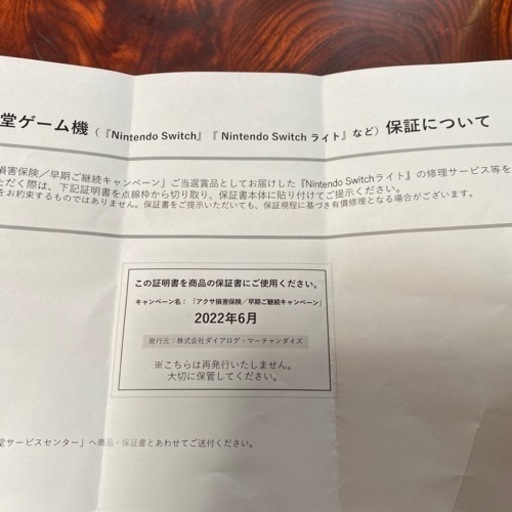 堂ゲーム機（『Nintendo Switch』『 Nintendo Switch ライト』など）保証について
損害保険／早期ご継続キャンペーン」ご当選賞品としてお届けした『Nintendo Switchライト』の修理サービス等を
ただく際は、下記証明書を点線枠から切り取り、保証書本体に貼り付けてご提示ください。
をお約束するものではありません。保証書をご提示いただいても、保証規程に基づき有償修理となる場合がございます。
この証明書を商品の保証書にご使用ください。
キャンペーン名：「アクサ損害保険／早期ご継続キャンペーン」
2022年6月
発行元：株式会社ダイアログ・マーチャンダイズ
※こちらは再発行いたしません。
大切に保管してください。
堂サービスセンター」へ商品・保証書とあわせてご送付ください。